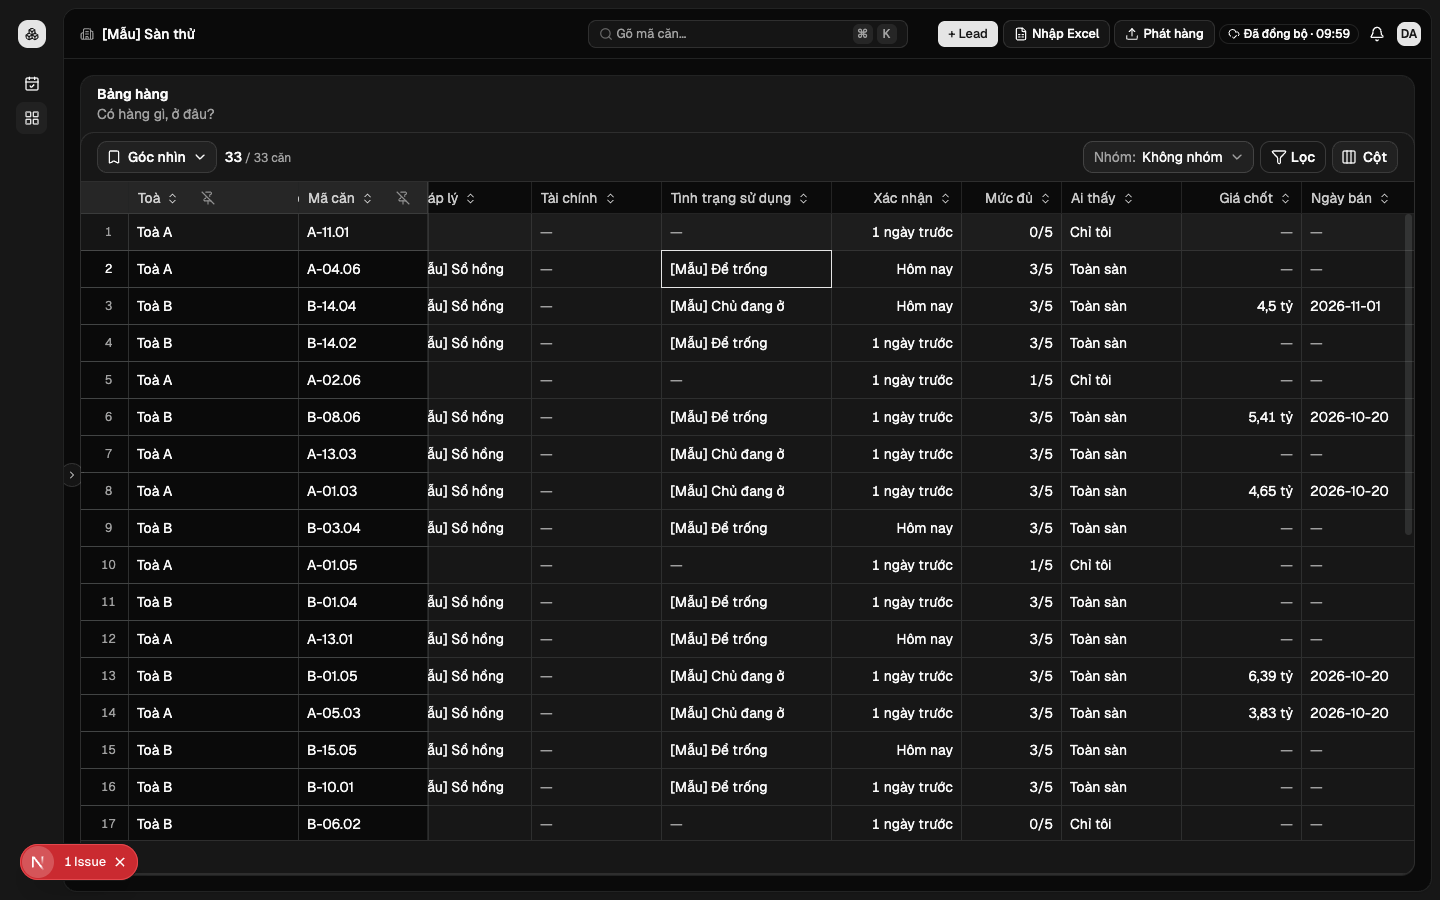 [Mẫu] Sàn thử
Gõ mã căn...
⌘ K
+ Lead
Nhập Excel
Phát hàng
Đã đồng bộ · 09:59
DA
Bảng hàng
Có hàng gì, ở đâu?
Góc nhìn
33 / 33 căn
Nhóm: Không nhóm
Lọc
Cột
Toà Mã căn áp lý Tài chính Tình trạng sử dụng Xác nhận Mức đủ Ai thấy Giá chốt Ngày bán
1 Toà A A-11.01 — — 1 ngày trước 0/5 Chỉ tôi — —
2 Toà A A-04.06 ẫu] Sổ hồng — [Mẫu] Để trống Hôm nay 3/5 Toàn sàn — —
3 Toà B B-14.04 ẫu] Sổ hồng — [Mẫu] Chủ đang ở Hôm nay 3/5 Toàn sàn 4,5 tỷ 2026-11-01
4 Toà B B-14.02 ẫu] Sổ hồng — [Mẫu] Để trống 1 ngày trước 3/5 Toàn sàn — —
5 Toà A A-02.06 — — 1 ngày trước 1/5 Chỉ tôi — —
6 Toà B B-08.06 ẫu] Sổ hồng — [Mẫu] Để trống 1 ngày trước 3/5 Toàn sàn 5,41 tỷ 2026-10-20
7 Toà A A-13.03 ẫu] Sổ hồng — [Mẫu] Chủ đang ở 1 ngày trước 3/5 Toàn sàn — —
8 Toà A A-01.03 ẫu] Sổ hồng — [Mẫu] Chủ đang ở 1 ngày trước 3/5 Toàn sàn 4,65 tỷ 2026-10-20
9 Toà B B-03.04 ẫu] Sổ hồng — [Mẫu] Để trống Hôm nay 3/5 Toàn sàn — —
10 Toà A A-01.05 — — 1 ngày trước 1/5 Chỉ tôi — —
11 Toà B B-01.04 ẫu] Sổ hồng — [Mẫu] Để trống 1 ngày trước 3/5 Toàn sàn — —
12 Toà A A-13.01 ẫu] Sổ hồng — [Mẫu] Để trống Hôm nay 3/5 Toàn sàn — —
13 Toà B B-01.05 ẫu] Sổ hồng — [Mẫu] Chủ đang ở 1 ngày trước 3/5 Toàn sàn 6,39 tỷ 2026-10-20
14 Toà A A-05.03 ẫu] Sổ hồng — [Mẫu] Chủ đang ở 1 ngày trước 3/5 Toàn sàn 3,83 tỷ 2026-10-20
15 Toà B B-15.05 ẫu] Sổ hồng — [Mẫu] Để trống Hôm nay 3/5 Toàn sàn — —
16 Toà B B-10.01 ẫu] Sổ hồng — [Mẫu] Để trống 1 ngày trước 3/5 Toàn sàn — —
17 Toà B B-06.02 — — 1 ngày trước 0/5 Chỉ tôi — —
N 1 Issue